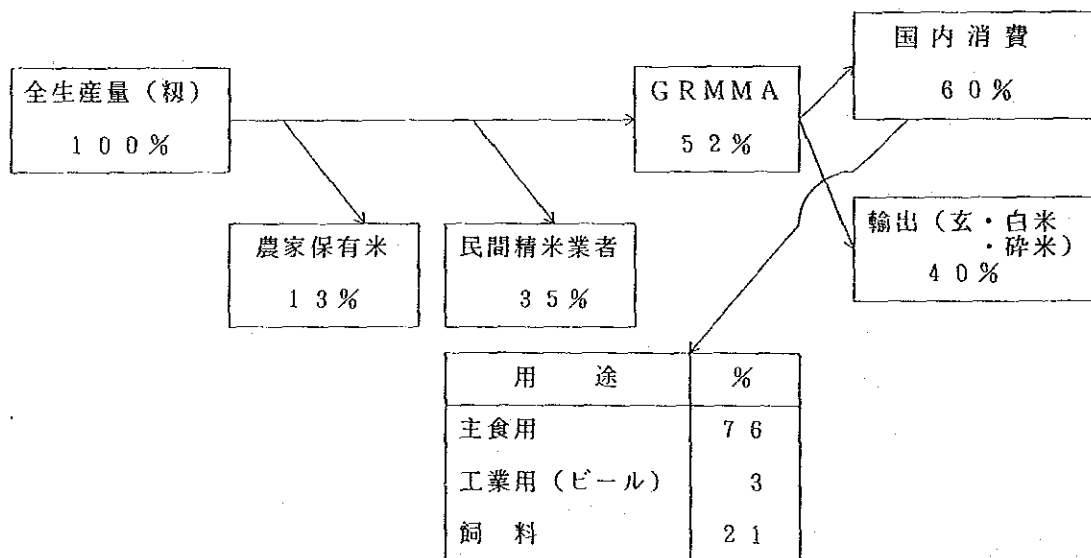 全生産量（籾）
100%
農家保有米
13%
民間精米業者
35%
GRMMA
52%
国内消費
60%
輸出（玄・白米
・砕米）
40%
用　途　%
主食用　76
工業用（ビール）　3
飼　料　21